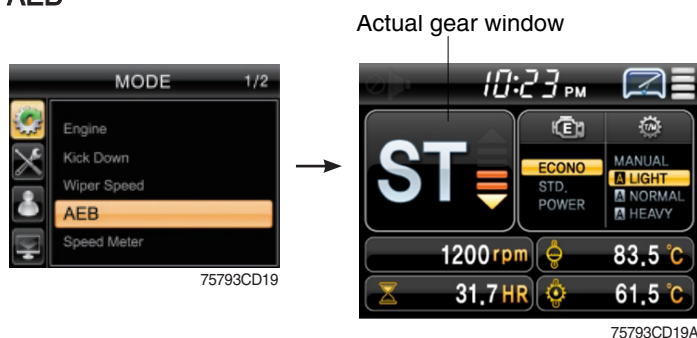 AEB
Actual gear window
MODE 1/2
Engine
Kick Down
Wiper Speed
AEB
Speed Meter
75793CD19
10:23 PM
ST
E
T/M
ECONO
STD.
POWER
MANUAL
A LIGHT
A NORMAL
A HEAVY
1200 rpm
83.5 °C
31.7 HR
61.5 °C
75793CD19A